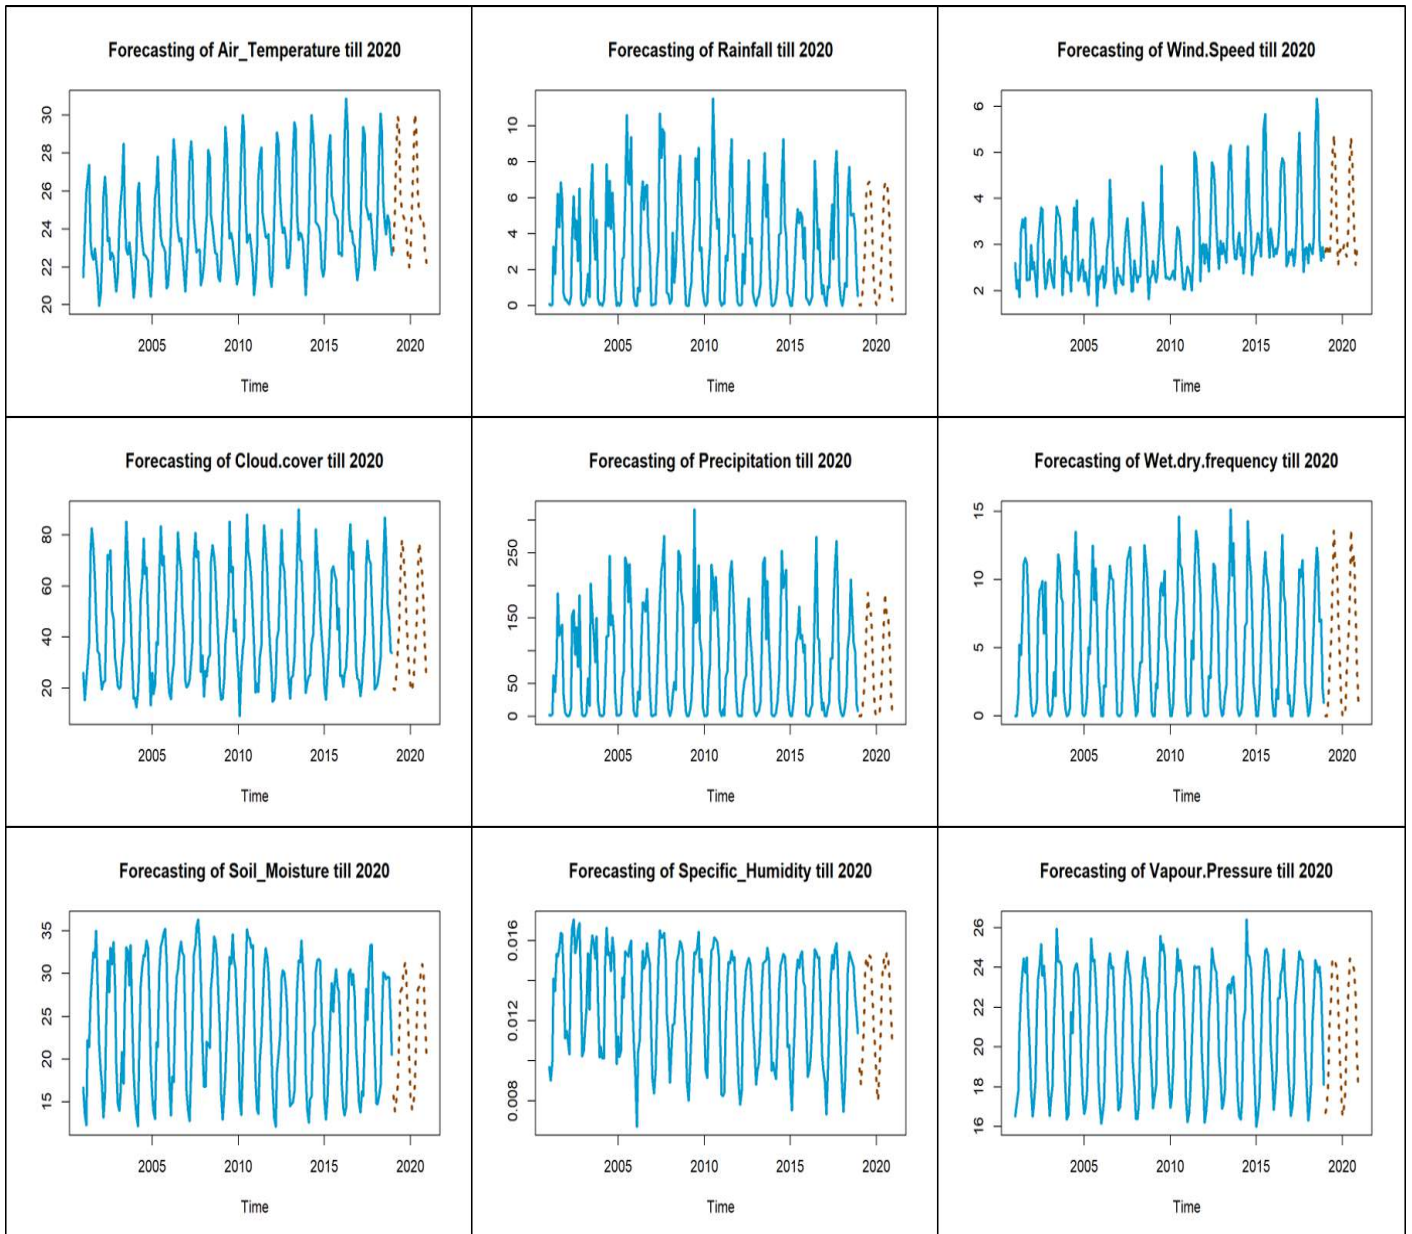 Forecasting of Air_Temperature till 2020
30
28
26
24
22
20
2005 2010 2015 2020
Time
Forecasting of Rainfall till 2020
10
8
6
4
2
0
2005 2010 2015 2020
Time
Forecasting of Wind.Speed till 2020
6
5
4
3
2
2005 2010 2015 2020
Time
Forecasting of Cloud.cover till 2020
80
60
40
20
2005 2010 2015 2020
Time
Forecasting of Precipitation till 2020
250
150
50
0
2005 2010 2015 2020
Time
Forecasting of Wet.dry.frequency till 2020
15
10
5
0
2005 2010 2015 2020
Time
Forecasting of Soil_Moisture till 2020
35
30
25
20
15
2005 2010 2015 2020
Time
Forecasting of Specific_Humidity till 2020
0.016
0.012
0.008
2005 2010 2015 2020
Time
Forecasting of Vapour.Pressure till 2020
26
24
22
20
18
16
2005 2010 2015 2020
Time